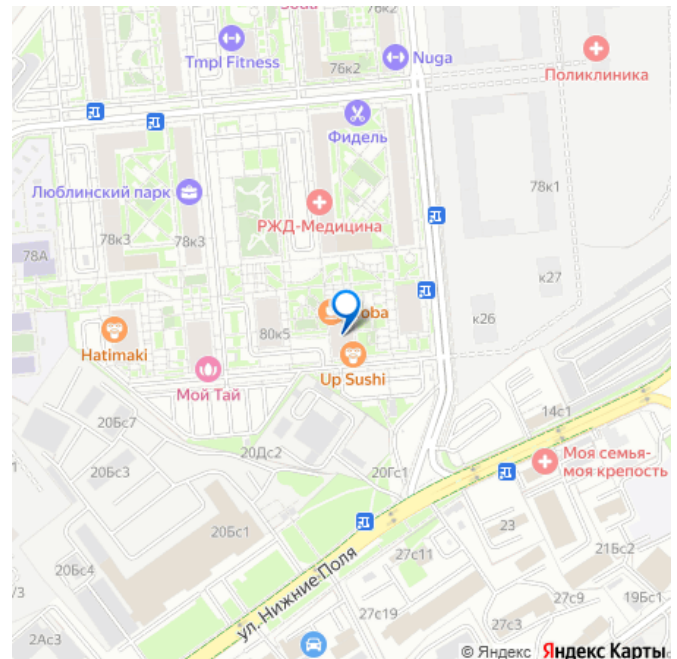 76к2
Tmpl Fitness
76к2
Nuga
Поликлиника
Фидель
Люблинский парк
78к1
РЖД-Медицина
78к3
78к3
78А
к27
к26
80к5
Hatimaki
Up Sushi
Мой Тай
14с1
20Бс7
20Дс2
Моя семья-
моя крепость
20Бс3
20Гс1
23
20Бс1
27с11
21Бс2
ул. Нижние Поля
20Бс4
27с9
19Бс1
27с19
27с3
2Ас3
© Яндекс Яндекс Карты